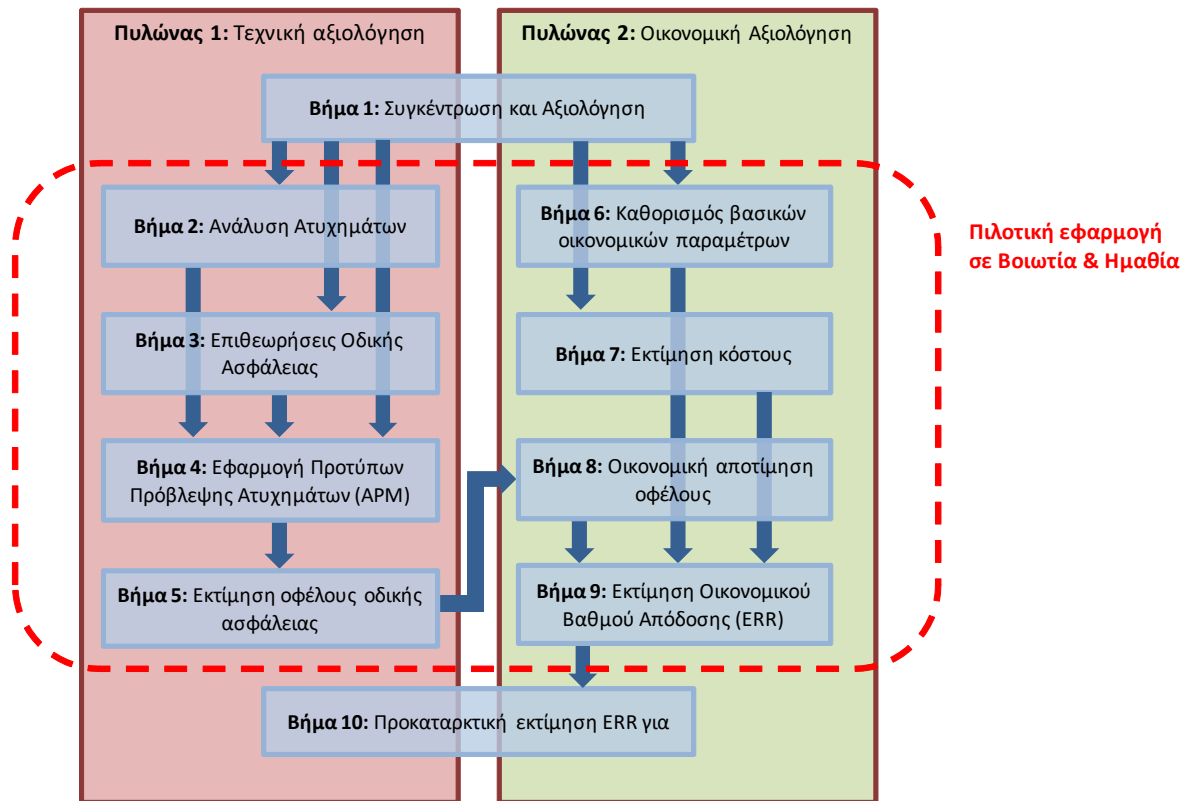 Πυλώνας 1: Τεχνική αξιολόγηση
Πυλώνας 2: Οικονομική Αξιολόγηση
Βήμα 1: Συγκέντρωση και Αξιολόγηση
Βήμα 2: Ανάλυση Ατυχημάτων
Βήμα 6: Καθορισμός βασικών
οικονομικών παραμέτρων
Πιλοτική εφαρμογή
σε Βοιωτία & Ημαθία
Βήμα 3: Επιθεωρήσεις Οδικής
Ασφάλειας
Βήμα 7: Εκτίμηση κόστους
Βήμα 4: Εφαρμογή Προτύπων
Πρόβλεψης Ατυχημάτων (APM)
Βήμα 8: Οικονομική αποτίμηση
οφέλους
Βήμα 5: Εκτίμηση οφέλους οδικής
ασφάλειας
Βήμα 9: Εκτίμηση Οικονομικού
Βαθμού Απόδοσης (ERR)
Βήμα 10: Προκαταρκτική εκτίμηση ERR για